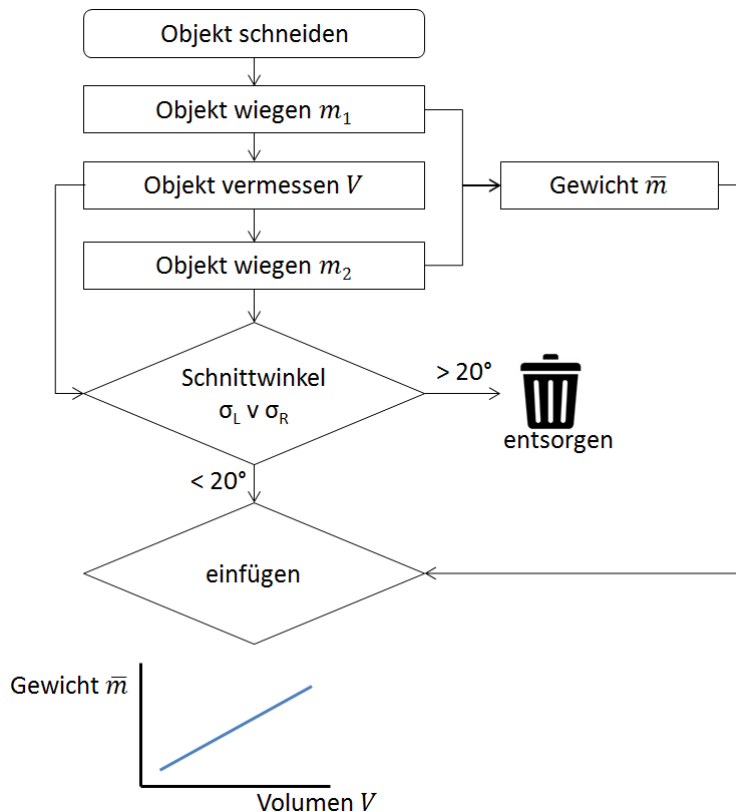 Objekt schneiden
Objekt wiegen m₁
Objekt vermessen V
Gewicht m̅
Objekt wiegen m₂
Schnittwinkel
σL v σR
> 20°
entsorgen
< 20°
einfügen
Gewicht m̅
Volumen V